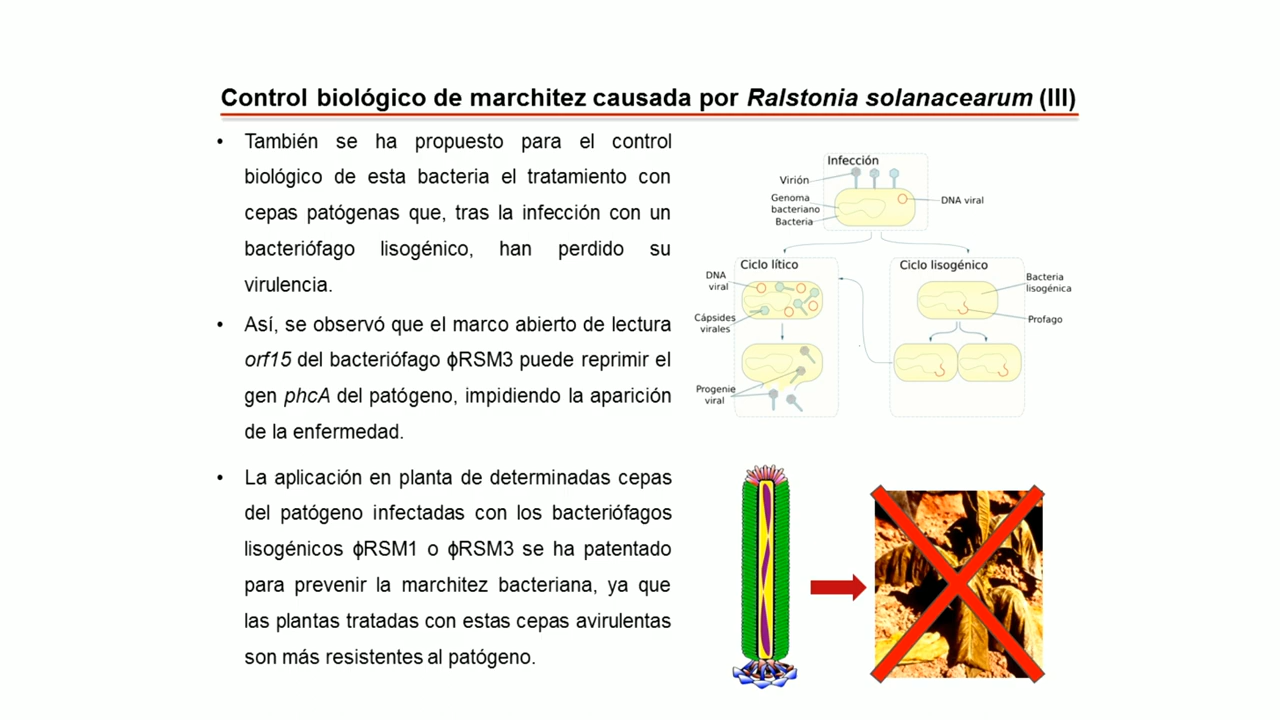 Control biológico de marchitez causada por Ralstonia solanacearum (III)
• También se ha propuesto para el control
biológico de esta bacteria el tratamiento con
cepas patógenas que, tras la infección con un
bacteriófago lisogénico, han perdido su
virulencia.
• Así, se observó que el marco abierto de lectura
orf15 del bacteriófago ϕRSM3 puede reprimir el
gen phcA del patógeno, impidiendo la aparición
de la enfermedad.
• La aplicación en planta de determinadas cepas
del patógeno infectadas con los bacteriófagos
lisogénicos ϕRSM1 o ϕRSM3 se ha patentado
para prevenir la marchitez bacteriana, ya que
las plantas tratadas con estas cepas avirulentas
son más resistentes al patógeno.
Infección
Virión
Genoma
bacteriano
Bacteria
DNA viral
Ciclo lítico
DNA
viral
Cápsides
virales
Progenie
viral
Ciclo lisogénico
Bacteria
lisogénica
Profago